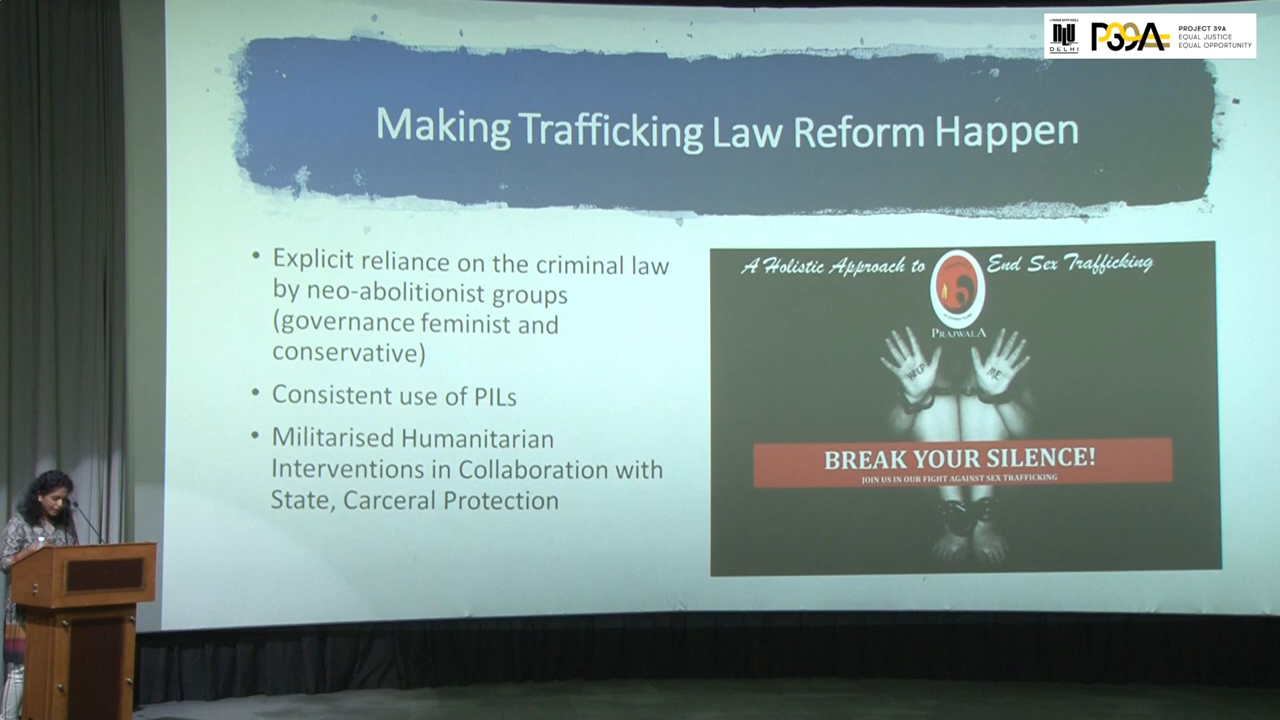 NLU
DELHI
P39A
PROJECT 39A
EQUAL JUSTICE
EQUAL OPPORTUNITY
Making Trafficking Law Reform Happen
• Explicit reliance on the criminal law
by neo-abolitionist groups
(governance feminist and
conservative)
• Consistent use of PILs
• Militarised Humanitarian
Interventions in Collaboration with
State, Carceral Protection
A Holistic Approach to End Sex Trafficking
PRAJWALA
HELP ME
BREAK YOUR SILENCE!
JOIN US IN OUR FIGHT AGAINST SEX TRAFFICKING